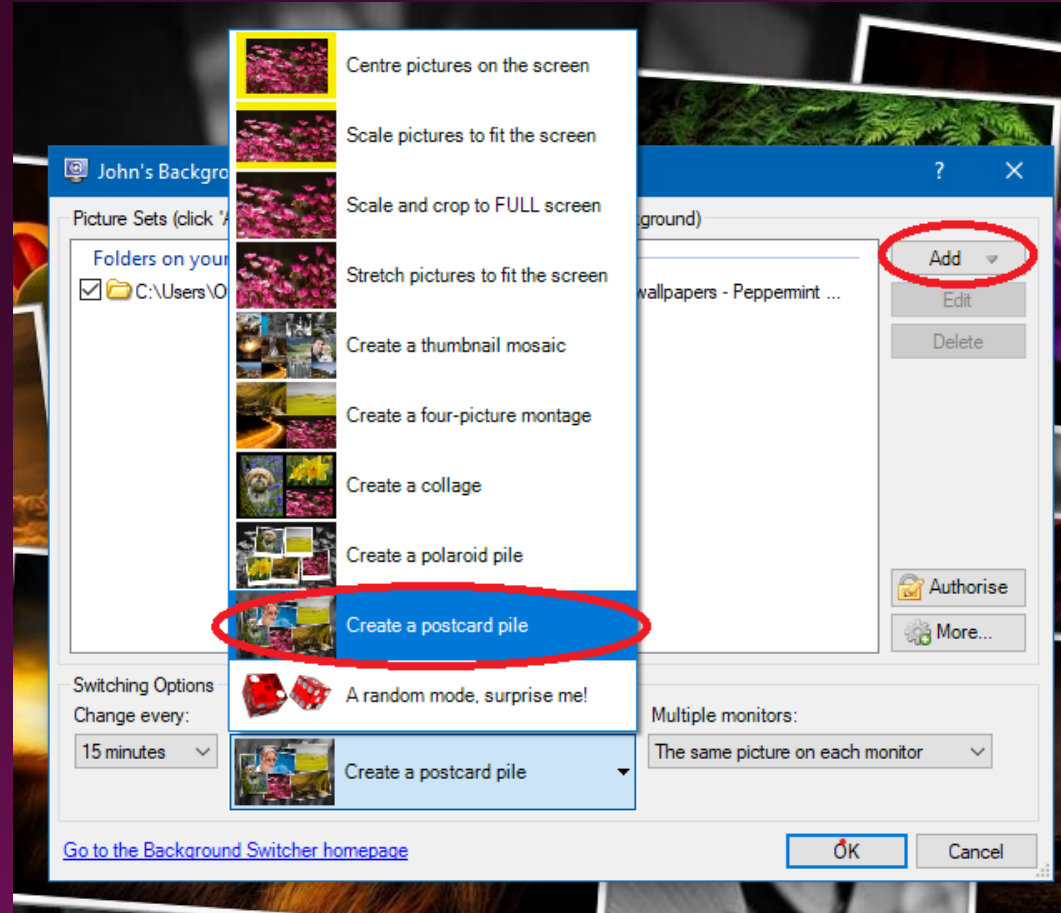 Centre pictures on the screen
Scale pictures to fit the screen
Scale and crop to FULL screen
Stretch pictures to fit the screen
Create a thumbnail mosaic
Create a four-picture montage
Create a collage
Create a polaroid pile
Create a postcard pile
A random mode, surprise me!
John's Backgro
? ✕
Picture Sets (click 'A
ground)
Folders on your
C:\Users\O
wallpapers - Peppermint ...
Add
Edit
Delete
Authorise
More...
Switching Options
Change every:
15 minutes
Create a postcard pile
Multiple monitors:
The same picture on each monitor
Go to the Background Switcher homepage
OK
Cancel